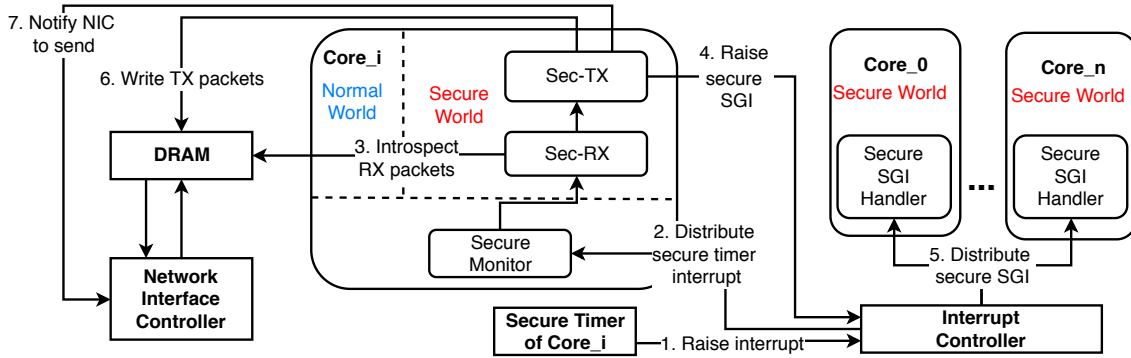 7. Notify NIC
to send
6. Write TX packets
DRAM
Network
Interface
Controller
Core_i
Normal
World
Secure
World
Sec-TX
3. Introspect
RX packets
Sec-RX
Secure
Monitor
4. Raise
secure
SGI
2. Distribute
secure timer
interrupt
Secure Timer
of Core_i
1. Raise interrupt
Core_0
Secure World
Secure
SGI
Handler
...
Core_n
Secure World
Secure
SGI
Handler
5. Distribute
secure SGI
Interrupt
Controller